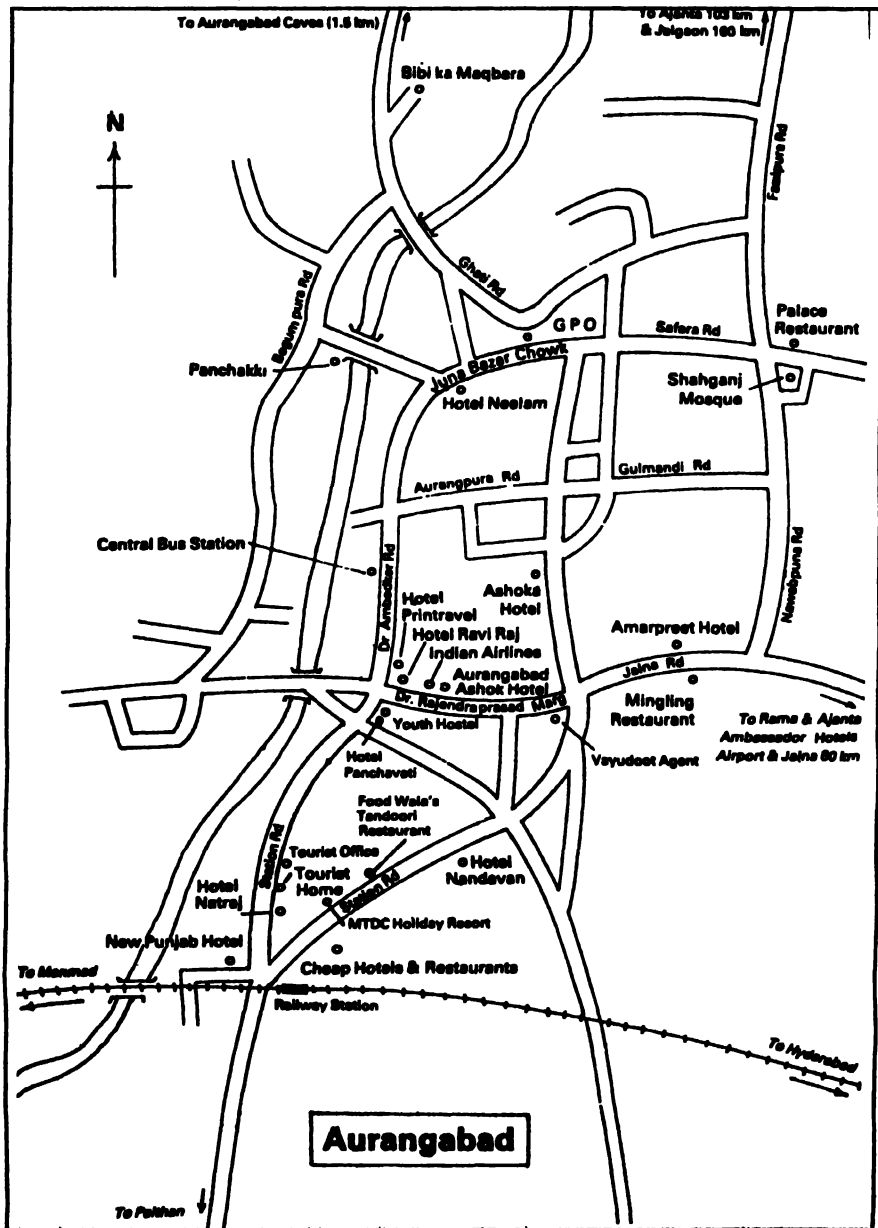 To Aurangabad Caves (1.5 km)
To Ajanta 103 km
& Jalgaon 160 km
Bibi ka Maqbara
N
Fazilpura Rd
Ghati Rd
Begumpura Rd
GPO
Safara Rd
Palace
Restaurant
Panchakki
Juna Bazar Chowk
Hotel Neelam
Shahganj
Mosque
Aurangpura Rd
Gulmandi Rd
Central Bus Station
Dr Ambedkar Rd
Nawabpura Rd
Ashoka
Hotel
Hotel
Printravel
Hotel Ravi Raj
Indian Airlines
Aurangabad
Ashok Hotel
Amarpreet Hotel
Jalna Rd
Mingling
Restaurant
Dr. Rajendraprasad Marg
Youth Hostel
To Rama & Ajanta
Ambassador Hotels
Airport & Jalna 60 km
Vayudoot Agent
Hotel
Panchavati
Food Wala's
Tandoori
Restaurant
Station Rd
Tourist Office
Tourist
Home
Hotel
Nandavan
Hotel
Natraj
Station Rd
MTDC Holiday Resort
New Punjab Hotel
Cheap Hotels & Restaurants
To Manmad
Railway Station
To Hyderabad
Aurangabad
To Paithan